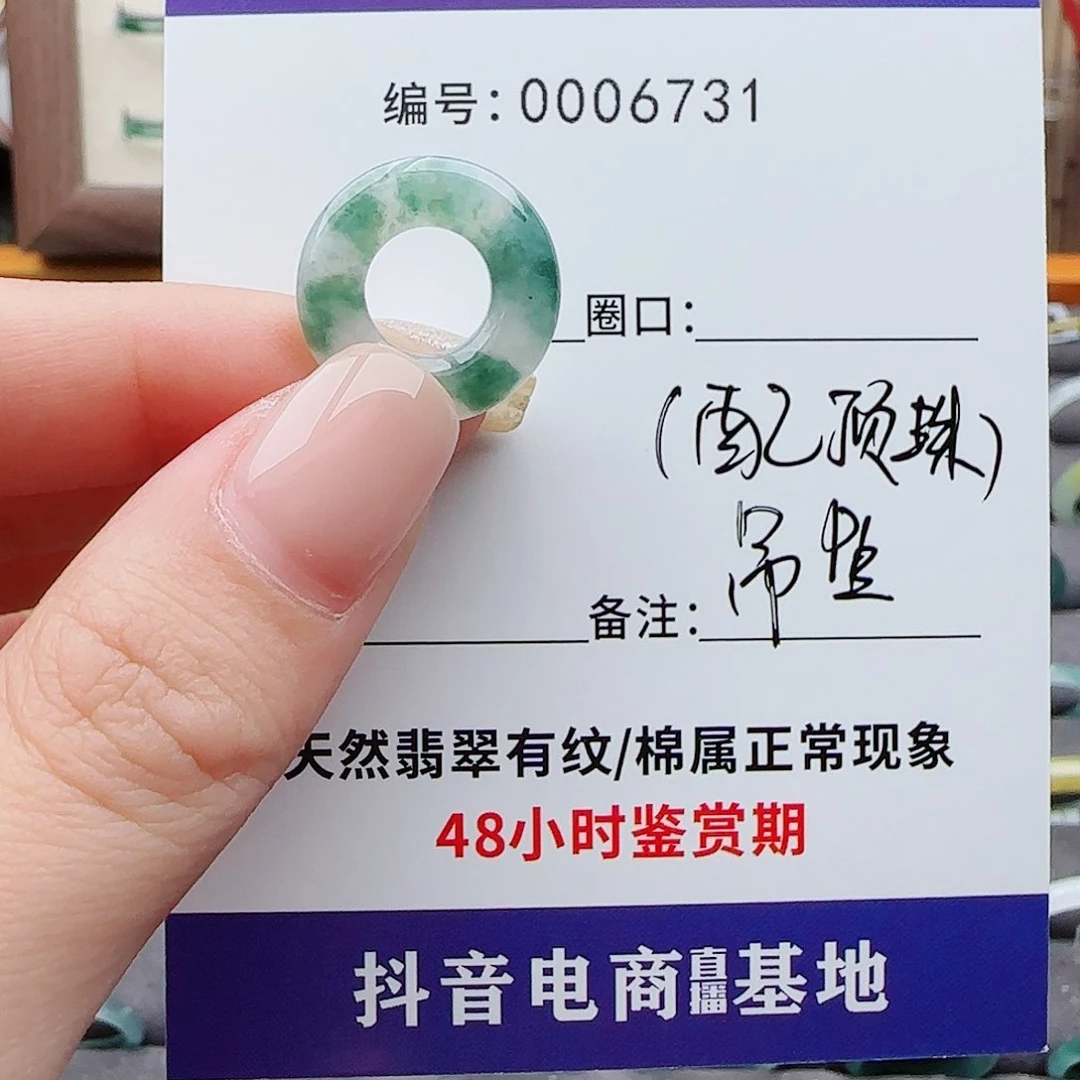 编号：0006731
圈口：
（配顶珠）
备注：吊坠
天然翡翠有纹/棉属正常现象
48小时鉴赏期
抖音电商直播基地